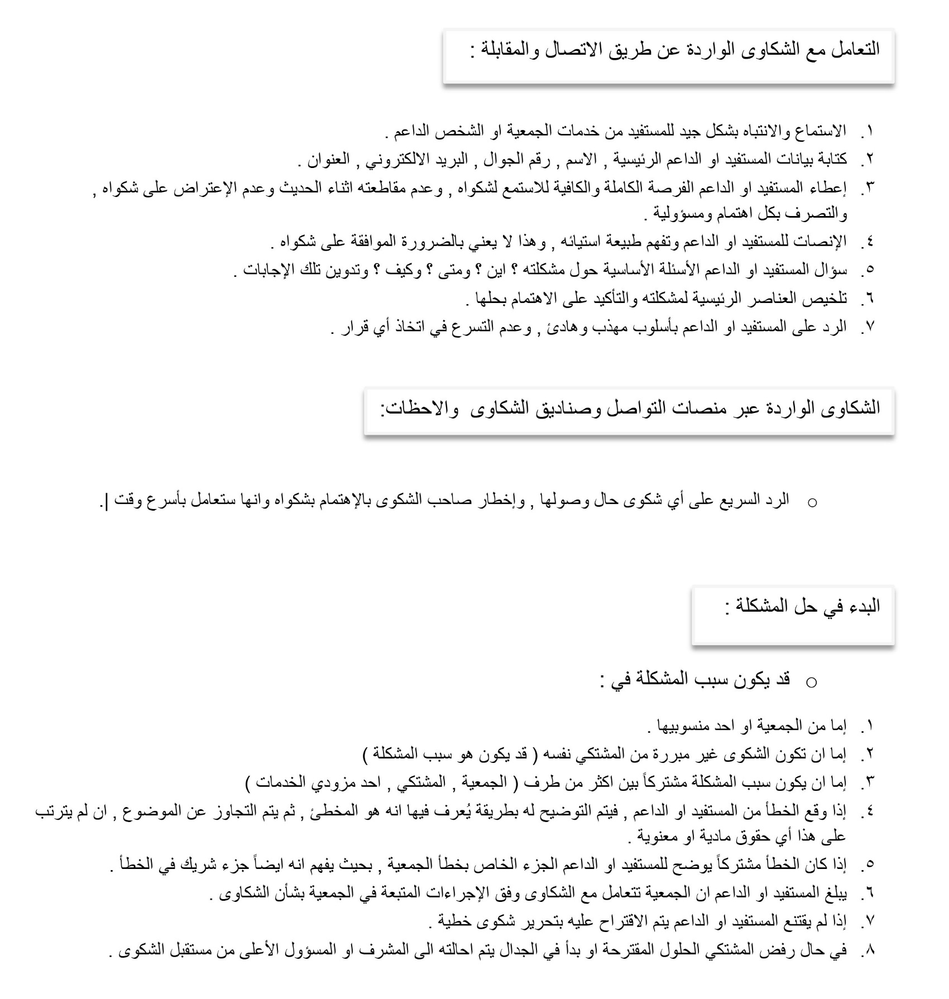 التعامل مع الشكاوى الواردة عن طريق الاتصال والمقابلة :
١. الاستماع والانتباه بشكل جيد للمستفيد من خدمات الجمعية او الشخص الداعم .
٢. كتابة بيانات المستفيد او الداعم الرئيسية , الاسم , رقم الجوال , البريد الالكتروني , العنوان .
٣. إعطاء المستفيد او الداعم الفرصة الكاملة والكافية للاستمع لشكواه , وعدم مقاطعته اثناء الحديث وعدم الإعتراض على شكواه ,
والتصرف بكل اهتمام ومسؤولية .
٤. الإنصات للمستفيد او الداعم وتفهم طبيعة استيائه , وهذا لا يعني بالضرورة الموافقة على شكواه .
٥. سؤال المستفيد او الداعم الأسئلة الأساسية حول مشكلته ؟ اين ؟ ومتى ؟ وكيف ؟ وتدوين تلك الإجابات .
٦. تلخيص العناصر الرئيسية لمشكلته والتأكيد على الاهتمام بحلها .
٧. الرد على المستفيد او الداعم بأسلوب مهذب وهادئ , وعدم التسرع في اتخاذ أي قرار .
الشكاوى الواردة عبر منصات التواصل وصناديق الشكاوى والاحظات:
○ الرد السريع على أي شكوى حال وصولها , وإخطار صاحب الشكوى بالإهتمام بشكواه وانها ستعامل بأسرع وقت |.
البدء في حل المشكلة :
○ قد يكون سبب المشكلة في :
١. إما من الجمعية او احد منسوبيها .
٢. إما ان تكون الشكوى غير مبررة من المشتكي نفسه ( قد يكون هو سبب المشكلة )
٣. إما ان يكون سبب المشكلة مشتركاً بين اكثر من طرف ( الجمعية , المشتكي , احد مزودي الخدمات )
٤. إذا وقع الخطأ من المستفيد او الداعم , فيتم التوضيح له بطريقة يُعرف فيها انه هو المخطئ , ثم يتم التجاوز عن الموضوع , ان لم يترتب
على هذا أي حقوق مادية او معنوية .
٥. إذا كان الخطأ مشتركاً يوضح للمستفيد او الداعم الجزء الخاص بخطأ الجمعية , بحيث يفهم انه ايضاً جزء شريك في الخطأ .
٦. يبلغ المستفيد او الداعم ان الجمعية تتعامل مع الشكاوى وفق الإجراءات المتبعة في الجمعية بشأن الشكاوى .
٧. إذا لم يقتنع المستفيد او الداعم يتم الاقتراح عليه بتحرير شكوى خطية .
٨. في حال رفض المشتكي الحلول المقترحة او بدأ في الجدال يتم احالته الى المشرف او المسؤول الأعلى من مستقبل الشكوى .